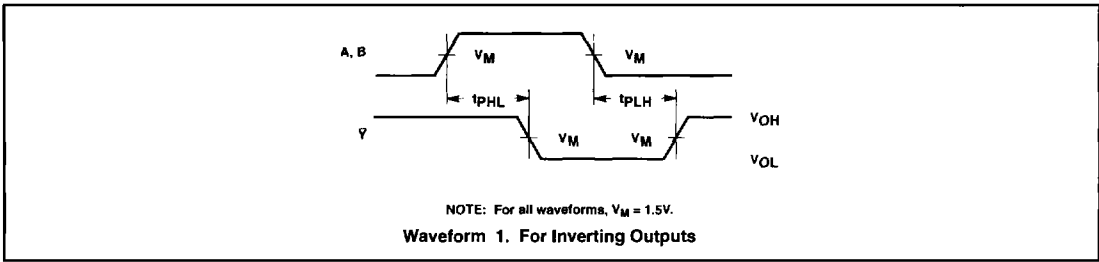 A, B
VM
VM
tPHL
tPLH
Ȳ
VM
VM
VOH
VOL
NOTE: For all waveforms, VM = 1.5V.
Waveform 1. For Inverting Outputs